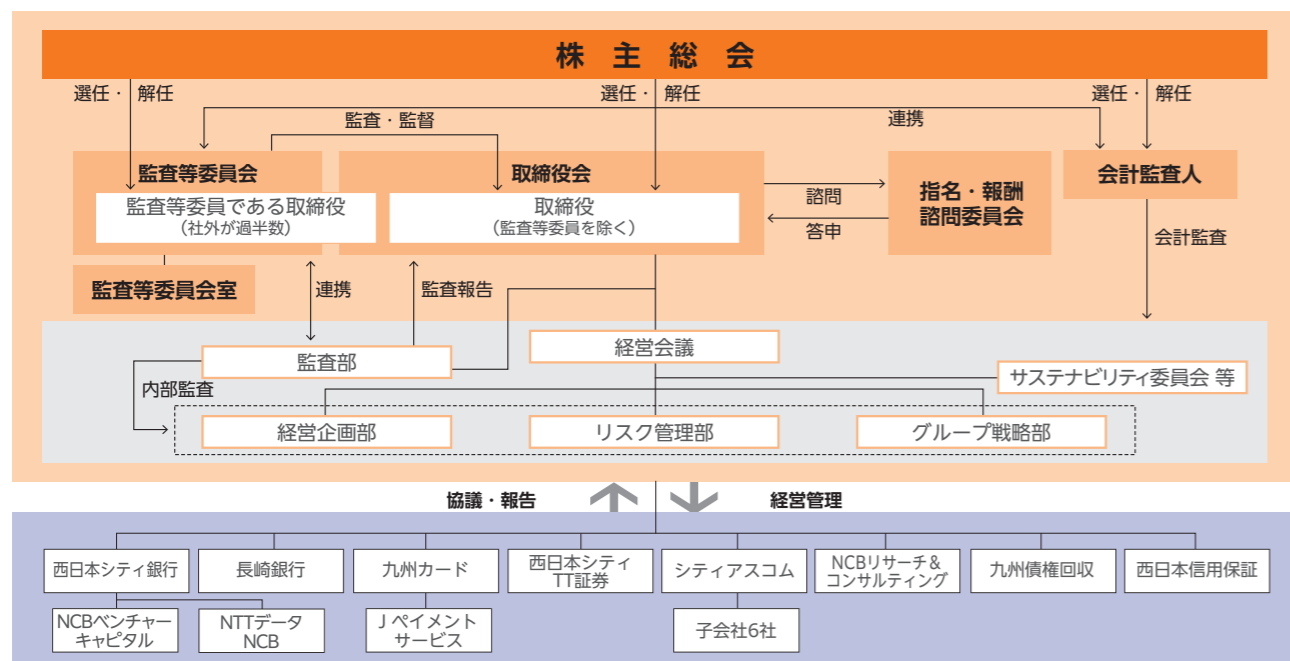 株主総会
選任・解任
選任・解任
選任・解任
監査・監督
連携
監査等委員会
取締役会
会計監査人
監査等委員である取締役
(社外が過半数)
取締役
(監査等委員を除く)
諮問
答申
指名・報酬
諮問委員会
会計監査
監査等委員会室
連携
監査報告
経営会議
監査部
サステナビリティ委員会 等
内部監査
経営企画部
リスク管理部
グループ戦略部
協議・報告
経営管理
西日本シティ銀行
長崎銀行
九州カード
西日本シティ
TT証券
シティアスコム
NCBリサーチ&
コンサルティング
九州債権回収
西日本信用保証
NCBベンチャー
キャピタル
NTTデータ
NCB
Jペイメント
サービス
子会社6社